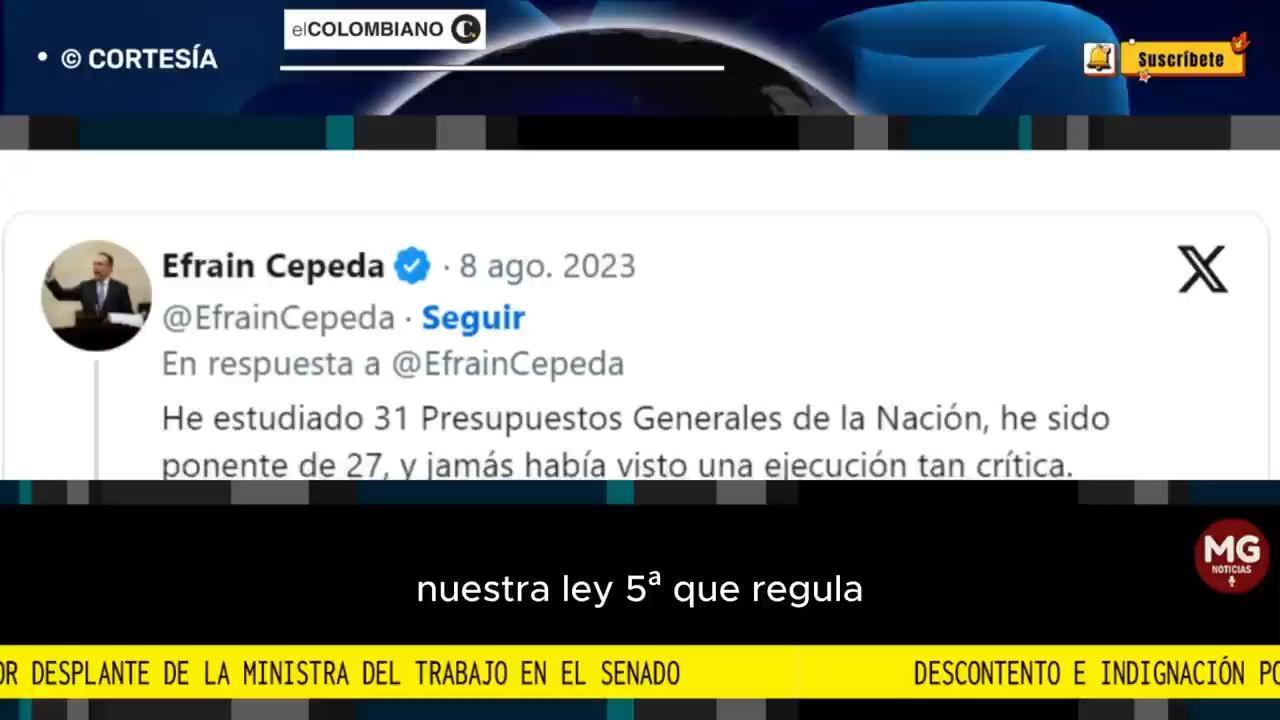 elCOLOMBIANO
• © CORTESÍA
Suscríbete
Efrain Cepeda · 8 ago. 2023
@EfrainCepeda · Seguir
En respuesta a @EfrainCepeda
He estudiado 31 Presupuestos Generales de la Nación, he sido
ponente de 27, y jamás había visto una ejecución tan crítica.
MG
NOTICIAS
nuestra ley 5ª que regula
OR DESPLANTE DE LA MINISTRA DEL TRABAJO EN EL SENADO DESCONTENTO E INDIGNACIÓN PO